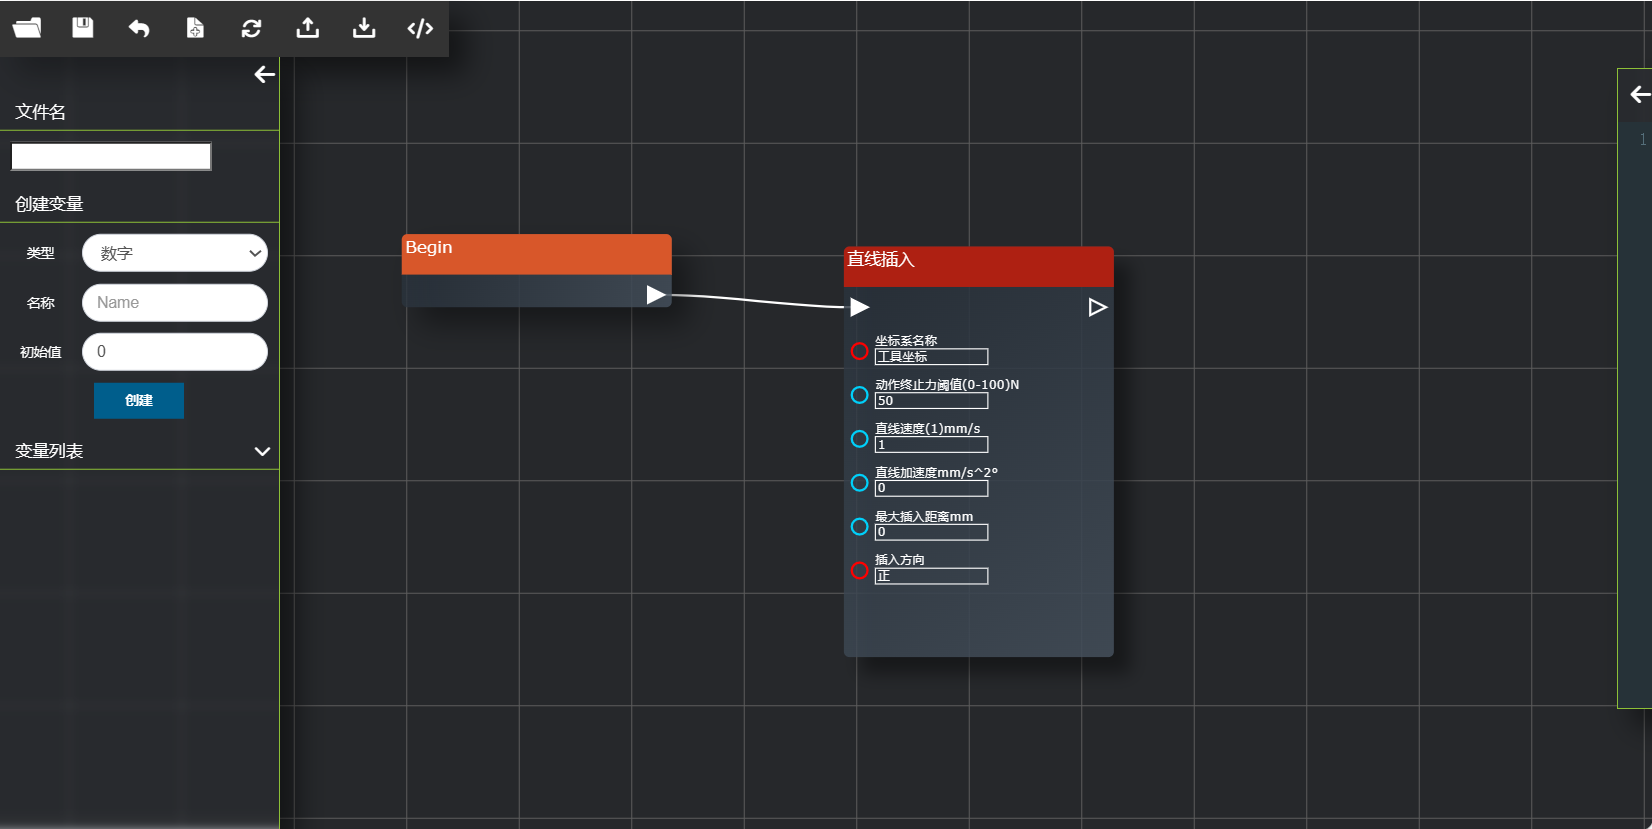 文件名
创建变量
类型 数字
名称 Name
初始值 0
创建
变量列表
Begin
直线插入
坐标系名称
工具坐标
动作终止力阈值(0-100)N
50
直线速度(1)mm/s
1
直线加速度mm/s^2°
0
最大插入距离mm
0
插入方向
正
1